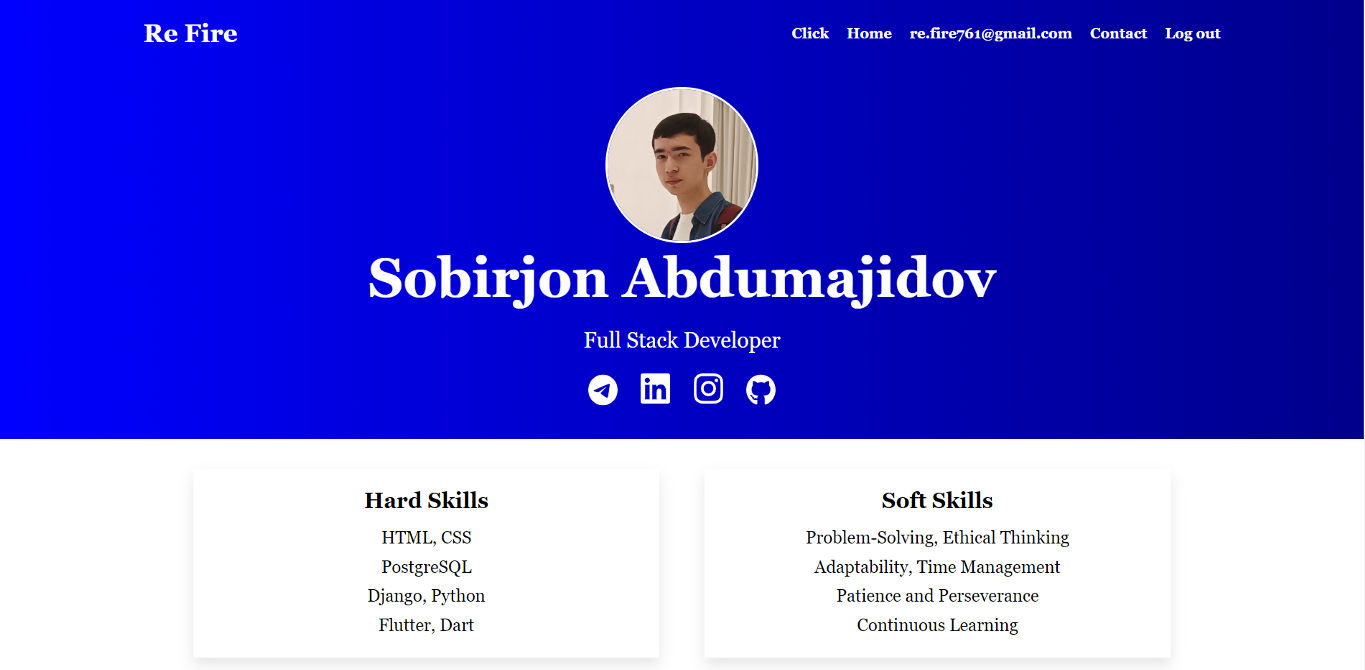 Re Fire
Click Home re.fire761@gmail.com Contact Log out
Sobirjon Abdumajidov
Full Stack Developer
in
Hard Skills
HTML, CSS
PostgreSQL
Django, Python
Flutter, Dart
Soft Skills
Problem-Solving, Ethical Thinking
Adaptability, Time Management
Patience and Perseverance
Continuous Learning